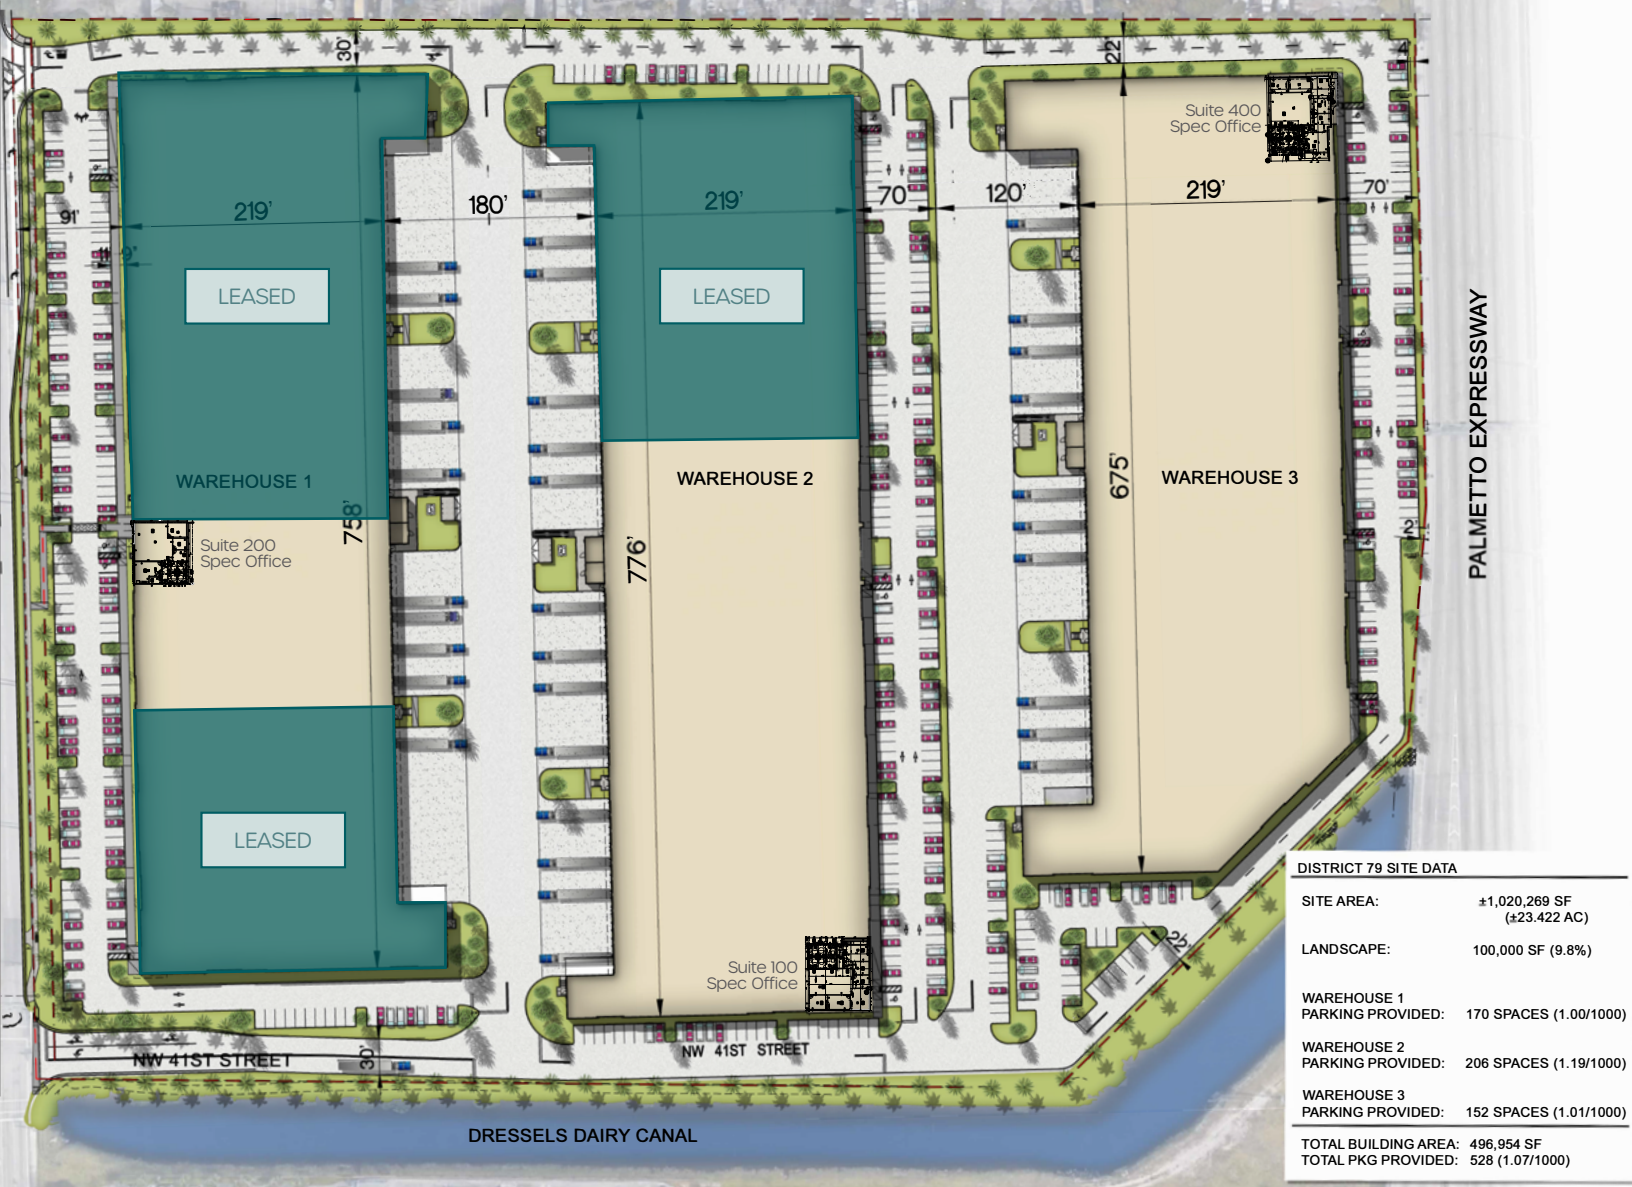 30'
22'
Suite 400
Spec Office
91'
219'
180'
219'
70'
120'
219'
70'
9'
LEASED
LEASED
WAREHOUSE 1
WAREHOUSE 2
WAREHOUSE 3
758'
776'
675'
PALMETTO EXPRESSWAY
Suite 200
Spec Office
LEASED
Suite 100
Spec Office
22'
NW 41ST STREET
30'
NW 41ST STREET
DRESSELS DAIRY CANAL
DISTRICT 79 SITE DATA
SITE AREA: ±1,020,269 SF
(±23.422 AC)
LANDSCAPE: 100,000 SF (9.8%)
WAREHOUSE 1
PARKING PROVIDED: 170 SPACES (1.00/1000)
WAREHOUSE 2
PARKING PROVIDED: 206 SPACES (1.19/1000)
WAREHOUSE 3
PARKING PROVIDED: 152 SPACES (1.01/1000)
TOTAL BUILDING AREA: 496,954 SF
TOTAL PKG PROVIDED: 528 (1.07/1000)